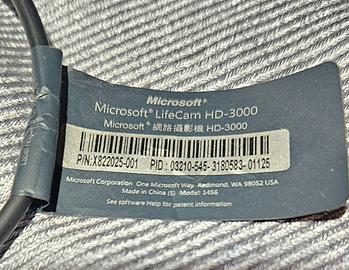 Microsoft®
Microsoft® LifeCam HD-3000
Microsoft® 網路攝影機 HD-3000
P/N:X822025-001 PID : 03210-545-3180583-01125
Microsoft Corporation One Microsoft Way, Redmond, WA 98052 USA
Made in China (S) Model: 1456
See software Help for patent information